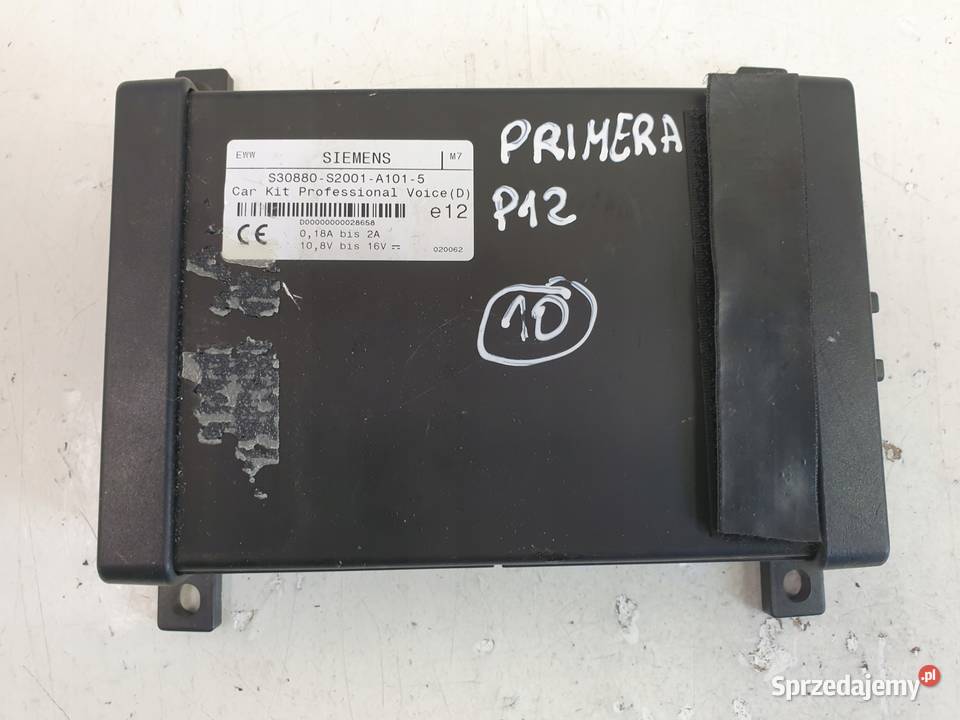 EWW SIEMENS M7
S30880-S2001-A101-5
Car Kit Professional Voice(D)
e12
D00000000028658
CE 0,18A bis 2A
10,8V bis 16V 020062
PRIMERA
P12
10
Sprzedajemy.pl